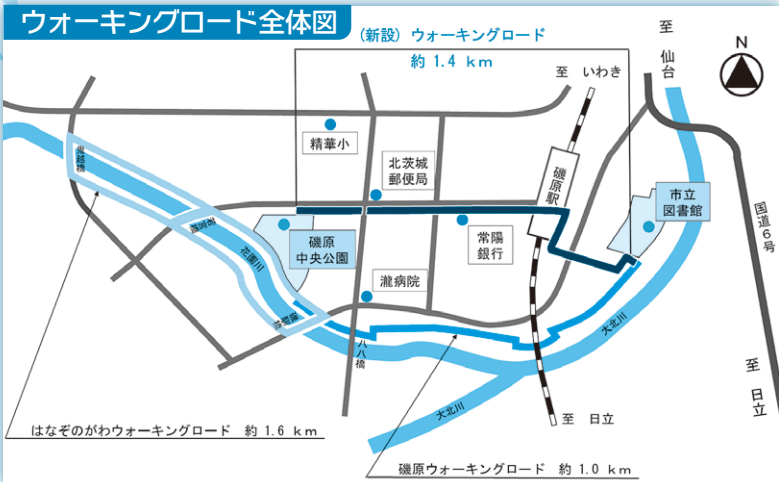 ウォーキングロード全体図
(新設) ウォーキングロード
約 1.4 km
至 いわき
至 仙台
N
精華小
北茨城
郵便局
磯原駅
市立
図書館
国道6号
磯原
中央公園
常陽
銀行
瀧病院
花園川
八八橋
大北川
大北川
至 日立
至 日立
はなぞのがわウォーキングロード 約 1.6 km
磯原ウォーキングロード 約 1.0 km